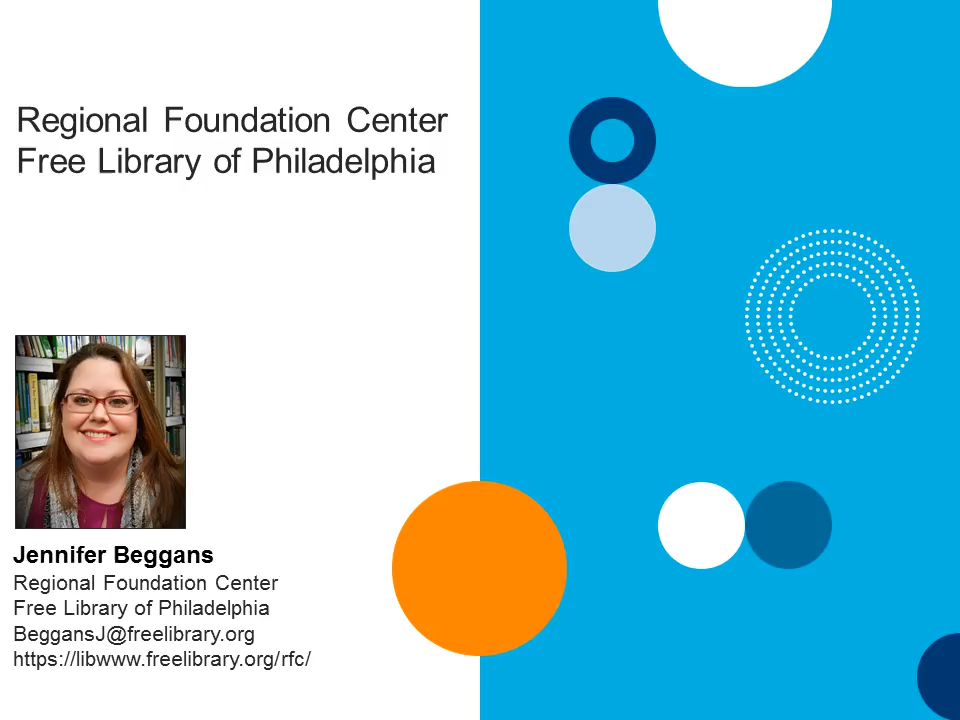 Regional Foundation Center
Free Library of Philadelphia
Jennifer Beggans
Regional Foundation Center
Free Library of Philadelphia
BeggansJ@freelibrary.org
https://libwww.freelibrary.org/rfc/